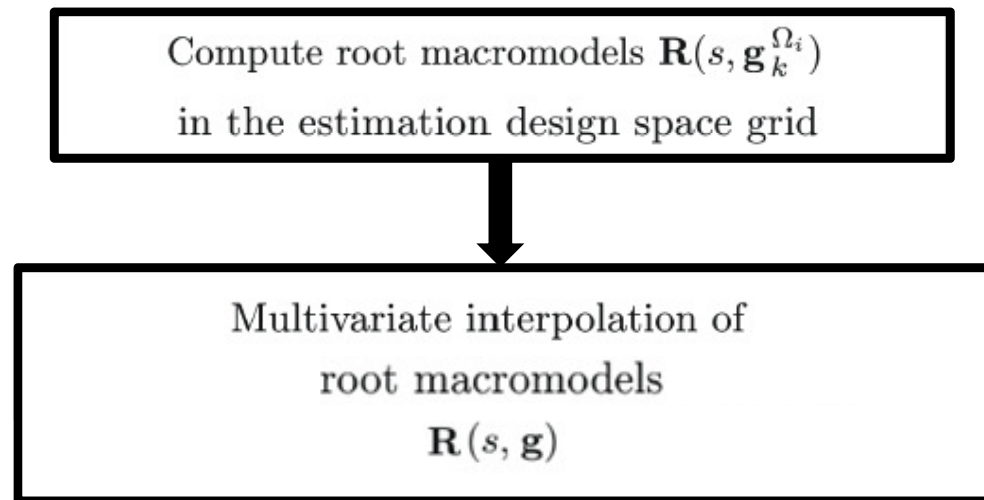 Compute root macromodels R(s, g_k^{Ω_i})
in the estimation design space grid
Multivariate interpolation of
root macromodels
R(s, g)